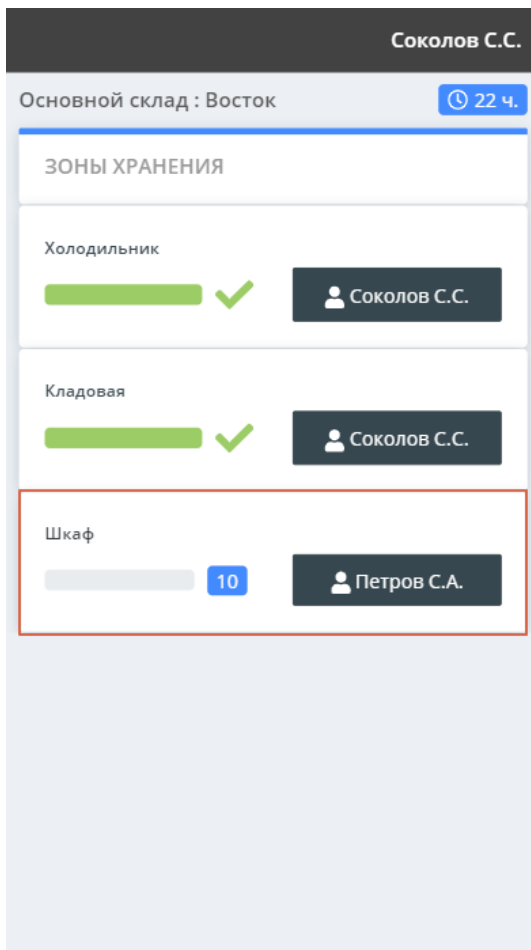 Соколов С.С.
Основной склад : Восток
22 ч.
ЗОНЫ ХРАНЕНИЯ
Холодильник
Соколов С.С.
Кладовая
Соколов С.С.
Шкаф
10
Петров С.А.